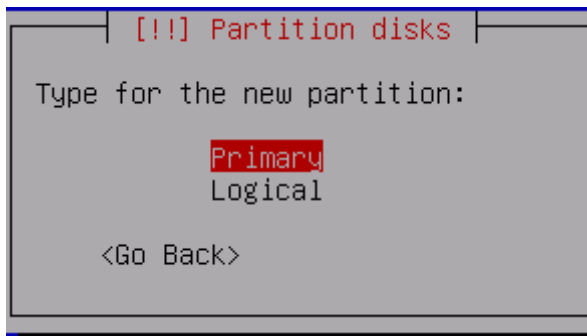 [!!] Partition disks
Type for the new partition:
Primary
Logical
<Go Back>